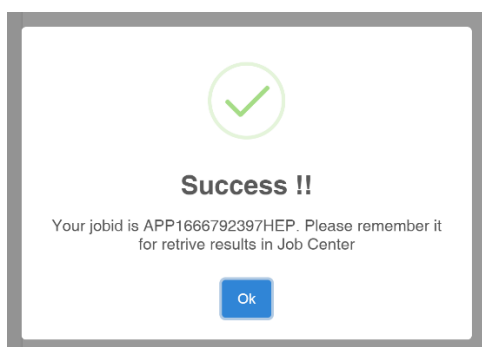 Success !!
Your jobid is APP1666792397HEP. Please remember it
for retrive results in Job Center
Ok